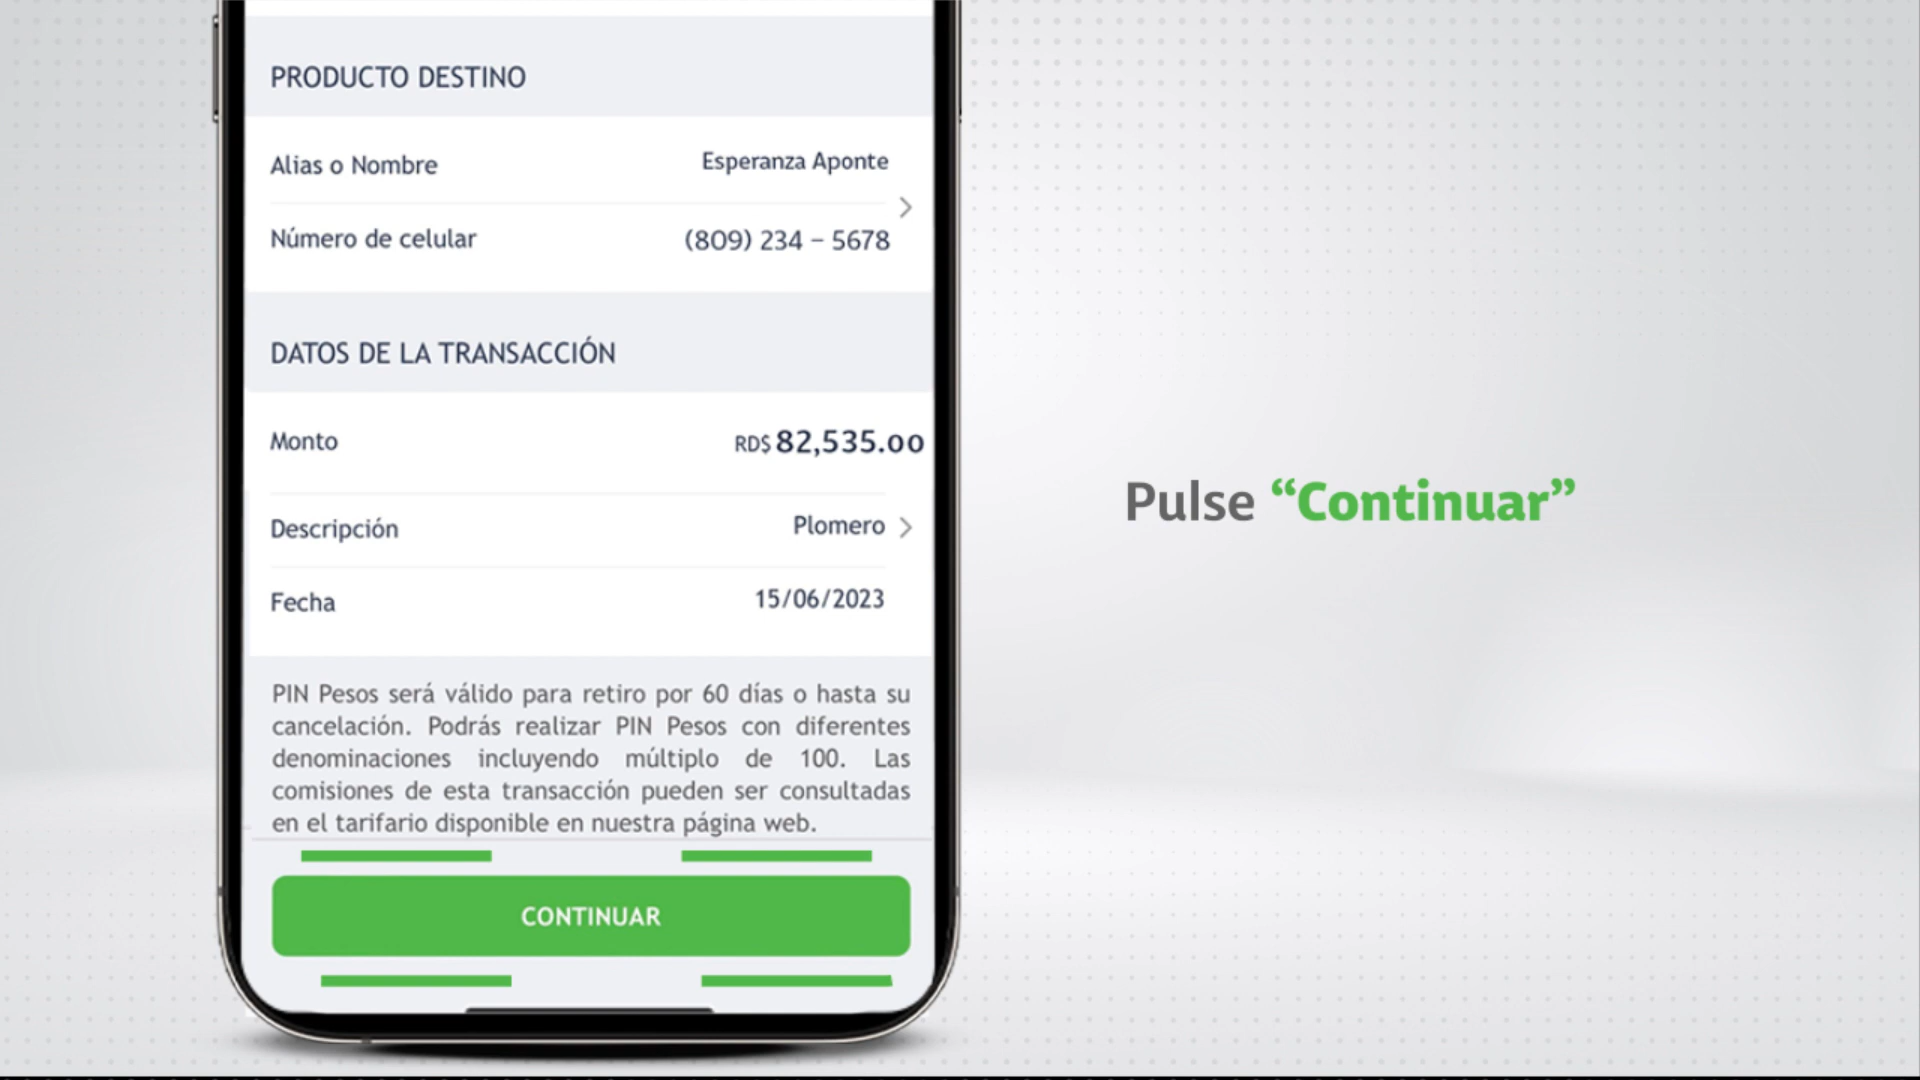 PRODUCTO DESTINO
Alias o Nombre Esperanza Aponte
Número de celular (809) 234 – 5678
DATOS DE LA TRANSACCIÓN
Monto RD$ 82,535.00
Descripción Plomero
Fecha 15/06/2023
PIN Pesos será válido para retiro por 60 días o hasta su
cancelación. Podrás realizar PIN Pesos con diferentes
denominaciones incluyendo múltiplo de 100. Las
comisiones de esta transacción pueden ser consultadas
en el tarifario disponible en nuestra página web.
CONTINUAR
Pulse “Continuar”